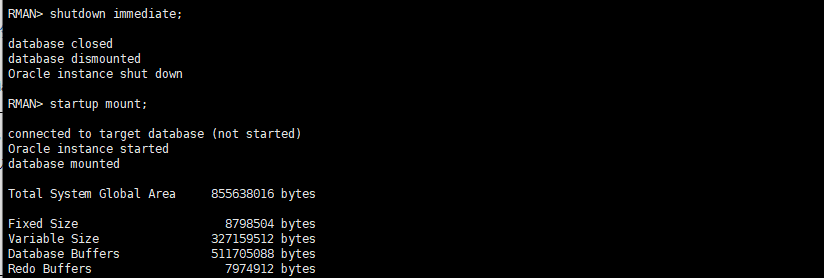 RMAN> shutdown immediate;
database closed
database dismounted
Oracle instance shut down
RMAN> startup mount;
connected to target database (not started)
Oracle instance started
database mounted
Total System Global Area     855638016 bytes
Fixed Size                     8798504 bytes
Variable Size                327159512 bytes
Database Buffers             511705088 bytes
Redo Buffers                   7974912 bytes